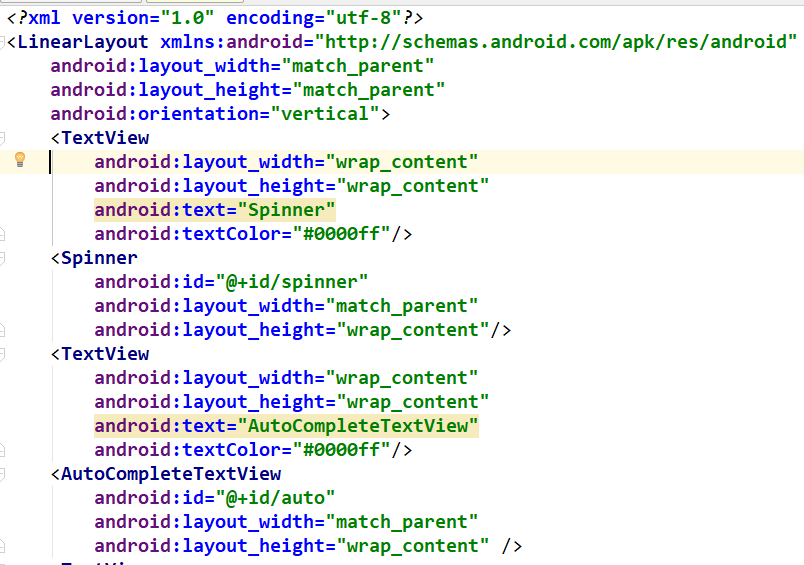 <?xml version="1.0" encoding="utf-8"?>
<LinearLayout xmlns:android="http://schemas.android.com/apk/res/android"
    android:layout_width="match_parent"
    android:layout_height="match_parent"
    android:orientation="vertical">
    <TextView
        android:layout_width="wrap_content"
        android:layout_height="wrap_content"
        android:text="Spinner"
        android:textColor="#0000ff"/>
    <Spinner
        android:id="@+id/spinner"
        android:layout_width="match_parent"
        android:layout_height="wrap_content"/>
    <TextView
        android:layout_width="wrap_content"
        android:layout_height="wrap_content"
        android:text="AutoCompleteTextView"
        android:textColor="#0000ff"/>
    <AutoCompleteTextView
        android:id="@+id/auto"
        android:layout_width="match_parent"
        android:layout_height="wrap_content" />